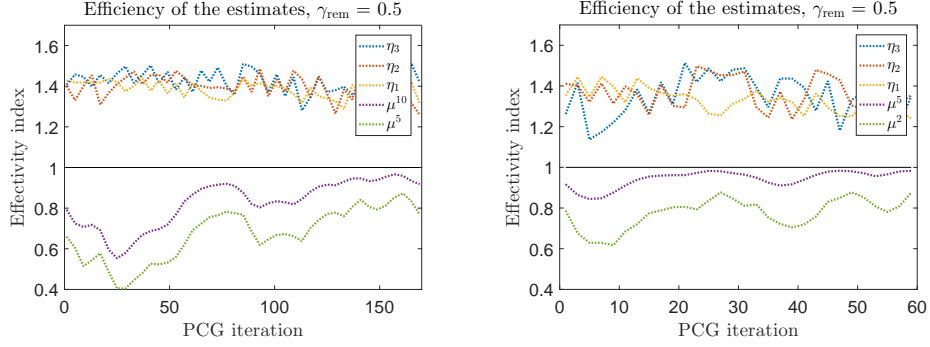 Efficiency of the estimates, γrem = 0.5
Effectivity index
1.6
1.4
1.2
1
0.8
0.6
0.4
η3
η2
η1
μ10
μ5
0
50
100
150
PCG iteration
Efficiency of the estimates, γrem = 0.5
Effectivity index
1.6
1.4
1.2
1
0.8
0.6
0.4
η3
η2
η1
μ5
μ2
0
10
20
30
40
50
60
PCG iteration